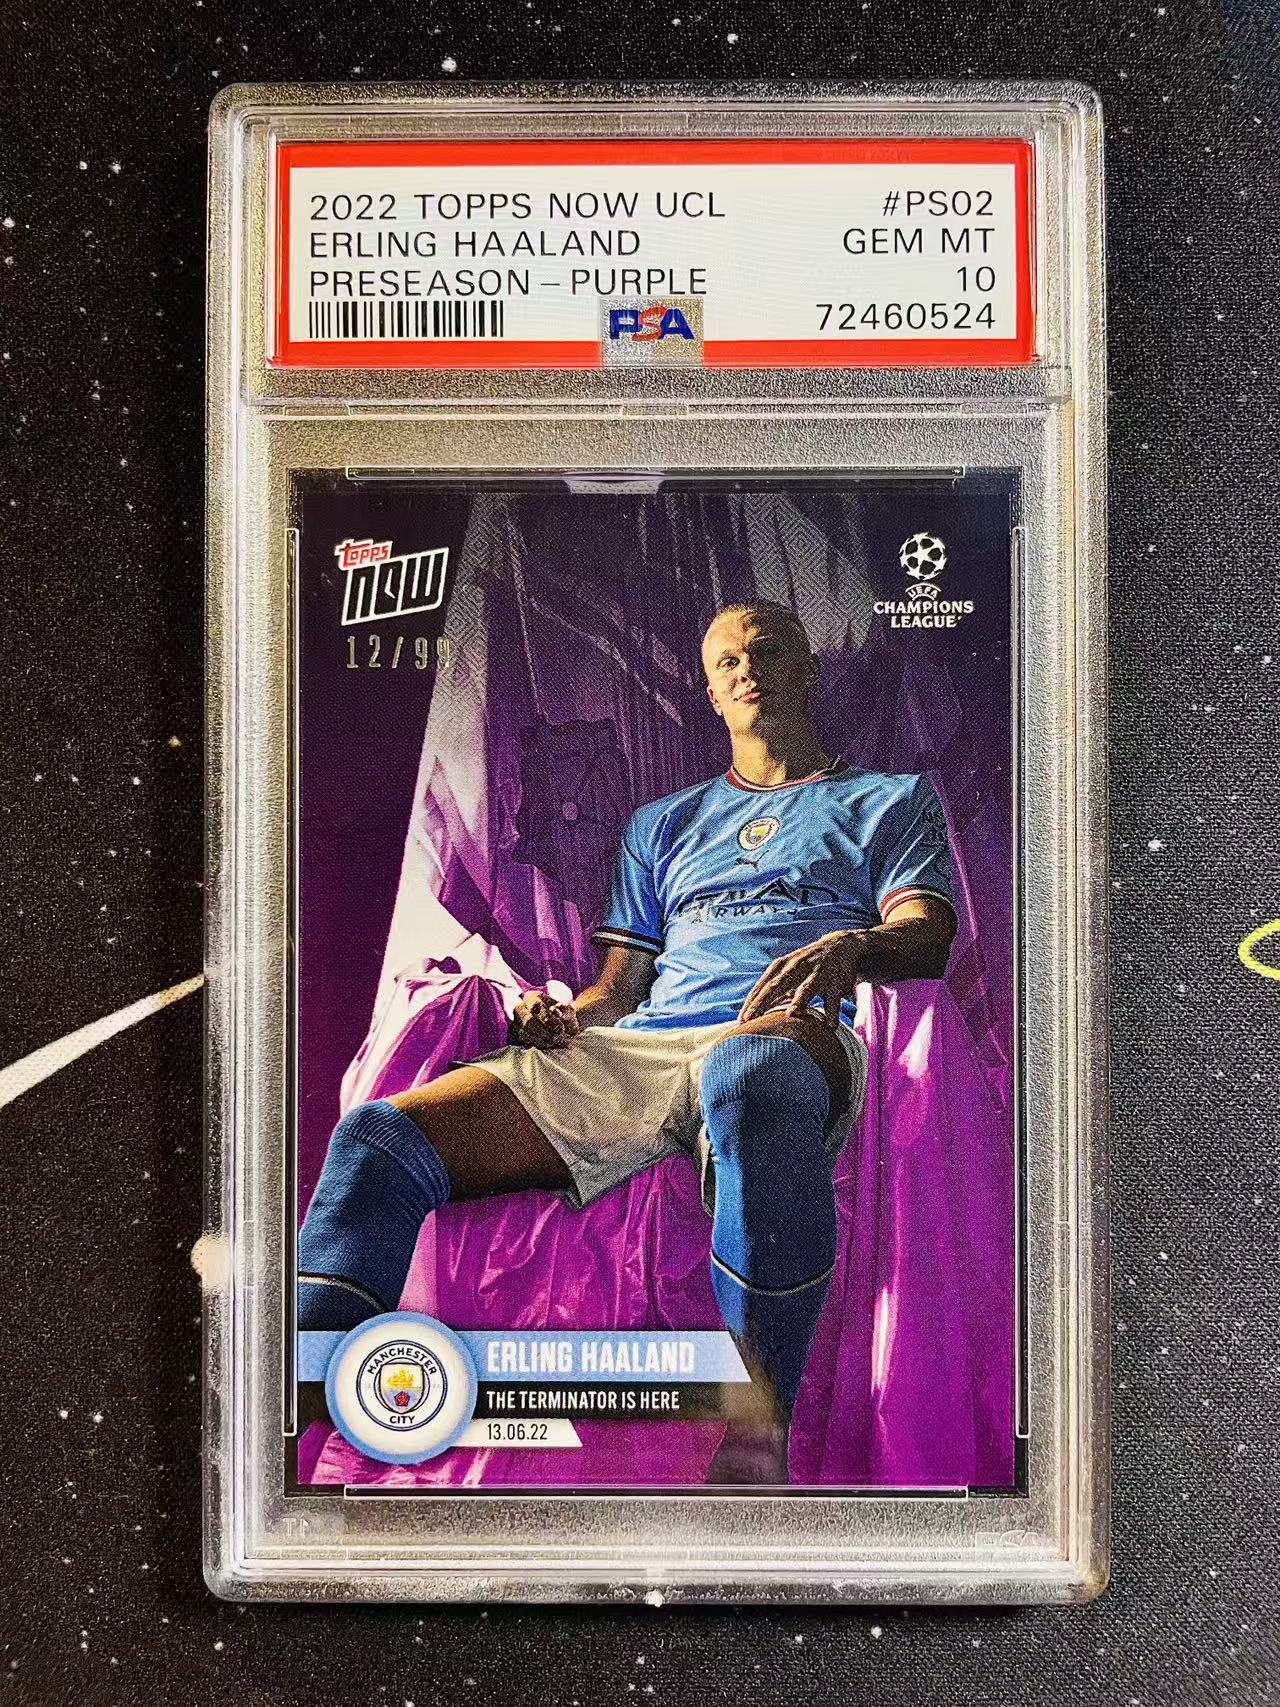 2022 TOPPS NOW UCL #PS02
ERLING HAALAND GEM MT
PRESEASON - PURPLE 10
PSA 72460524
topps
now
12/99
UEFA
CHAMPIONS
LEAGUE
ERLING HAALAND
THE TERMINATOR IS HERE
13.06.22
MANCHESTER
CITY